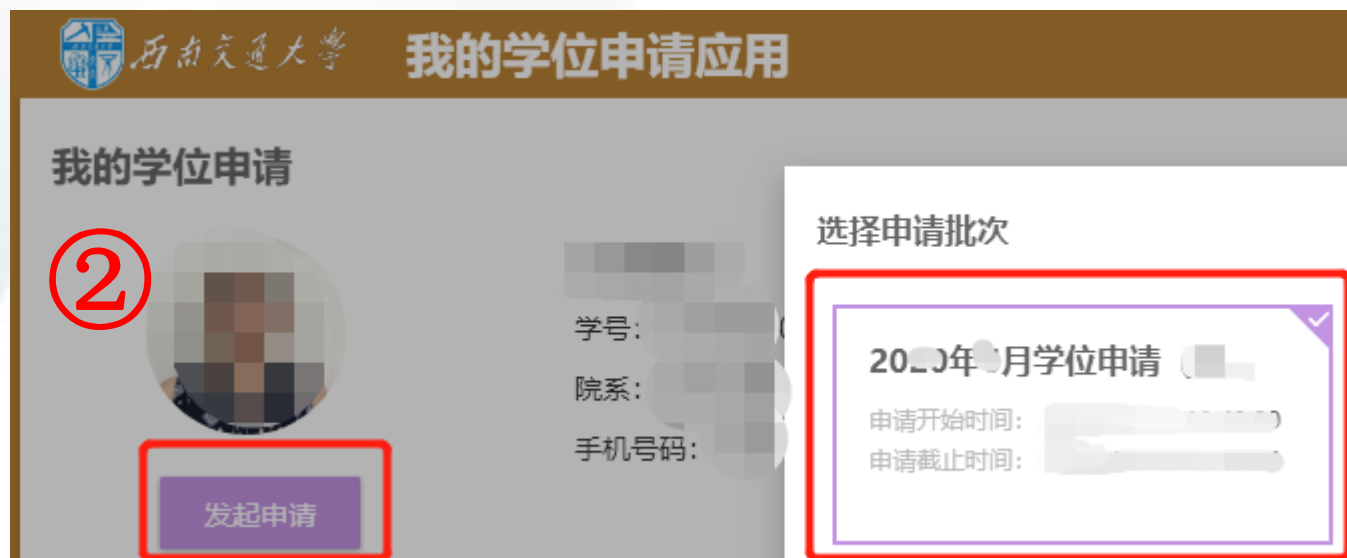 西南交通大学 我的学位申请应用
我的学位申请
②
学号:
院系:
手机号码:
发起申请
选择申请批次
年 月学位申请
申请开始时间:
申请截止时间: